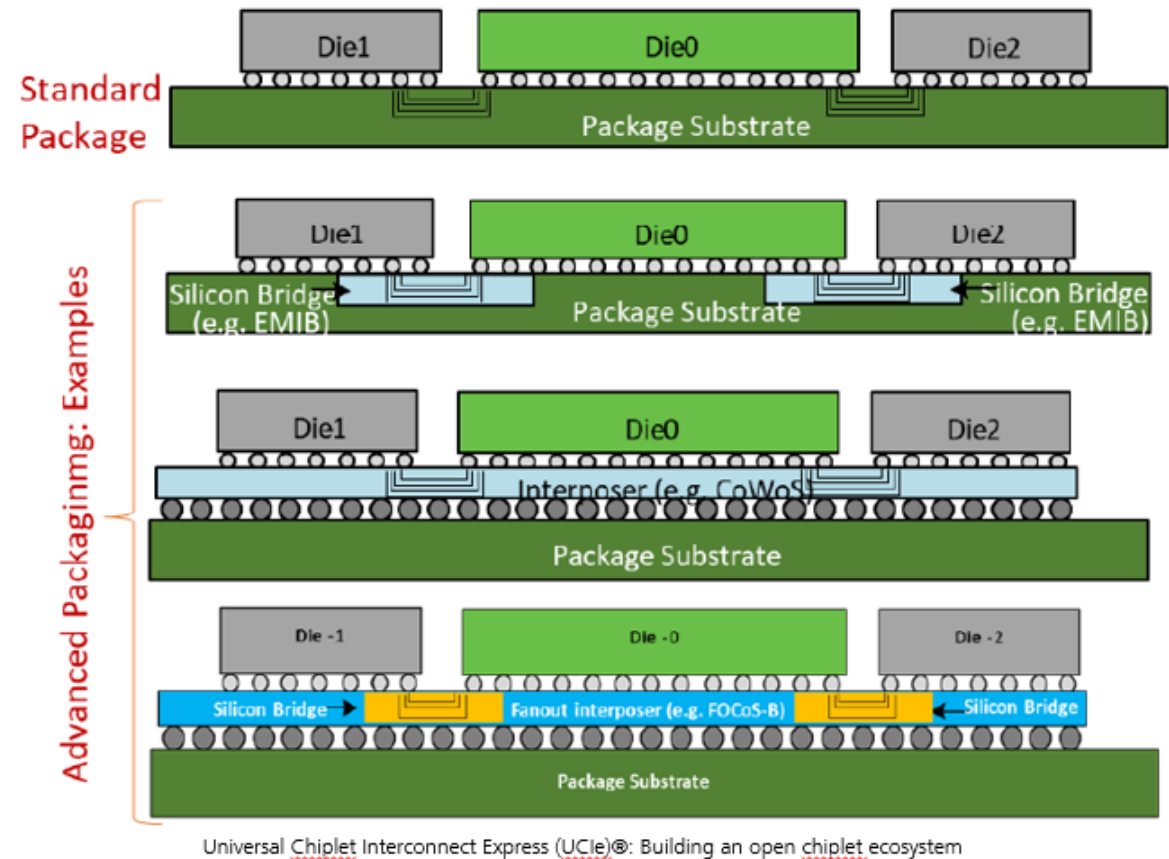 Die1
Die0
Die2
Standard
Package
Package Substrate
Advanced Packaginmg: Examples
Die1
Die0
Die2
Silicon Bridge
(e.g. EMIB)
Package Substrate
Silicon Bridge
(e.g. EMIB)
Die1
Die0
Die2
Interposer (e.g. CoWoS)
Package Substrate
Die -1
Die -0
Die -2
Silicon Bridge
Fanout interposer (e.g. FOCoS-B)
Silicon Bridge
Package Substrate
Universal Chiplet Interconnect Express (UCIe)®: Building an open chiplet ecosystem